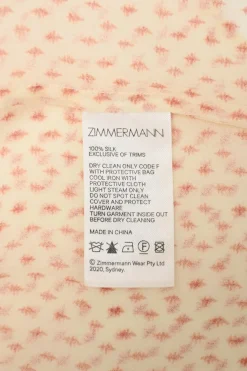 ZIMMERMANN
100% SILK
EXCLUSIVE OF TRIMS
DRY CLEAN ONLY CODE F
WITH PROTECTIVE BAG
COOL IRON WITH
PROTECTIVE CLOTH
LIGHT STEAM ONLY
DO NOT SPOT CLEAN
COVER AND PROTECT
HARDWARE.
TURN GARMENT INSIDE OUT
BEFORE DRY CLEANING
MADE IN CHINA
F
© Zimmermann Wear Pty Ltd
2020, Sydney.